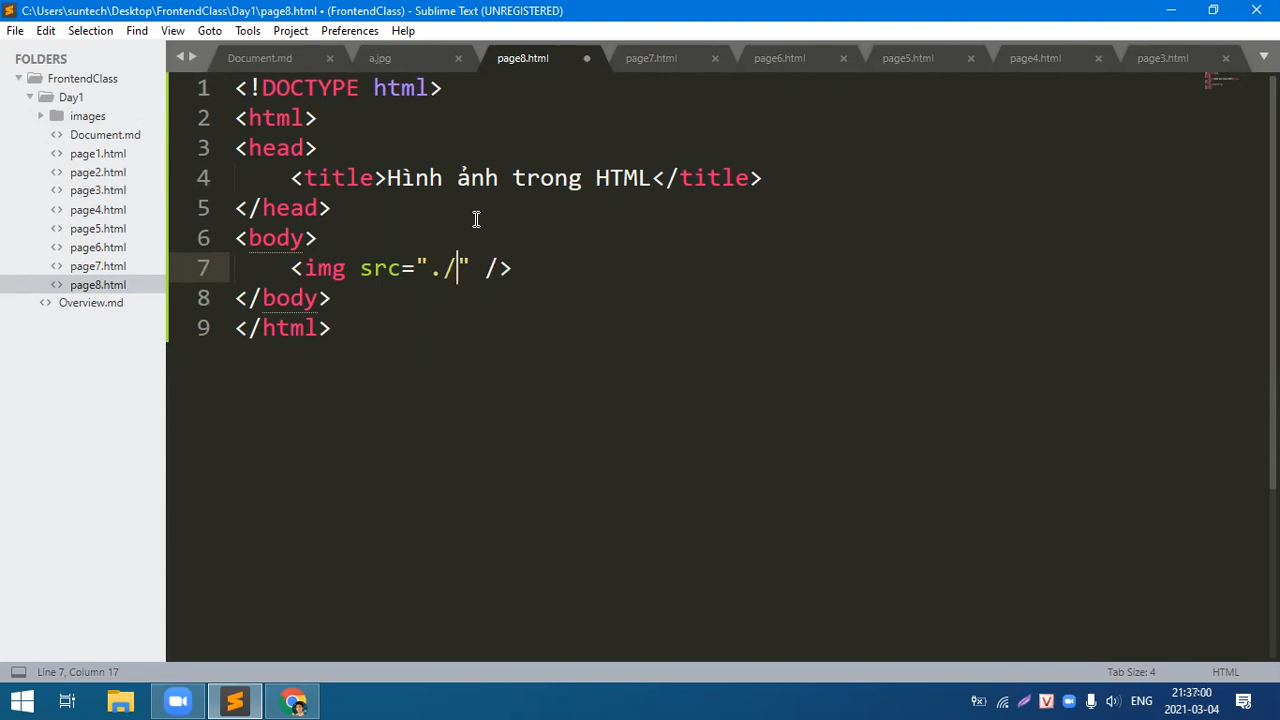 C:\Users\suntech\Desktop\FrontendClass\Day1\page8.html • (FrontendClass) - Sublime Text (UNREGISTERED)
File Edit Selection Find View Goto Tools Project Preferences Help
FOLDERS
FrontendClass
Day1
images
Document.md
page1.html
page2.html
page3.html
page4.html
page5.html
page6.html
page7.html
page8.html
Overview.md
Document.md a.jpg page8.html page7.html page6.html page5.html page4.html page3.html
1 <!DOCTYPE html>
2 <html>
3 <head>
4 <title>Hình ảnh trong HTML</title>
5 </head>
6 <body>
7 <img src="./" />
8 </body>
9 </html>
Line 7, Column 17 Tab Size: 4 HTML
ENG 21:37:00
2021-03-04